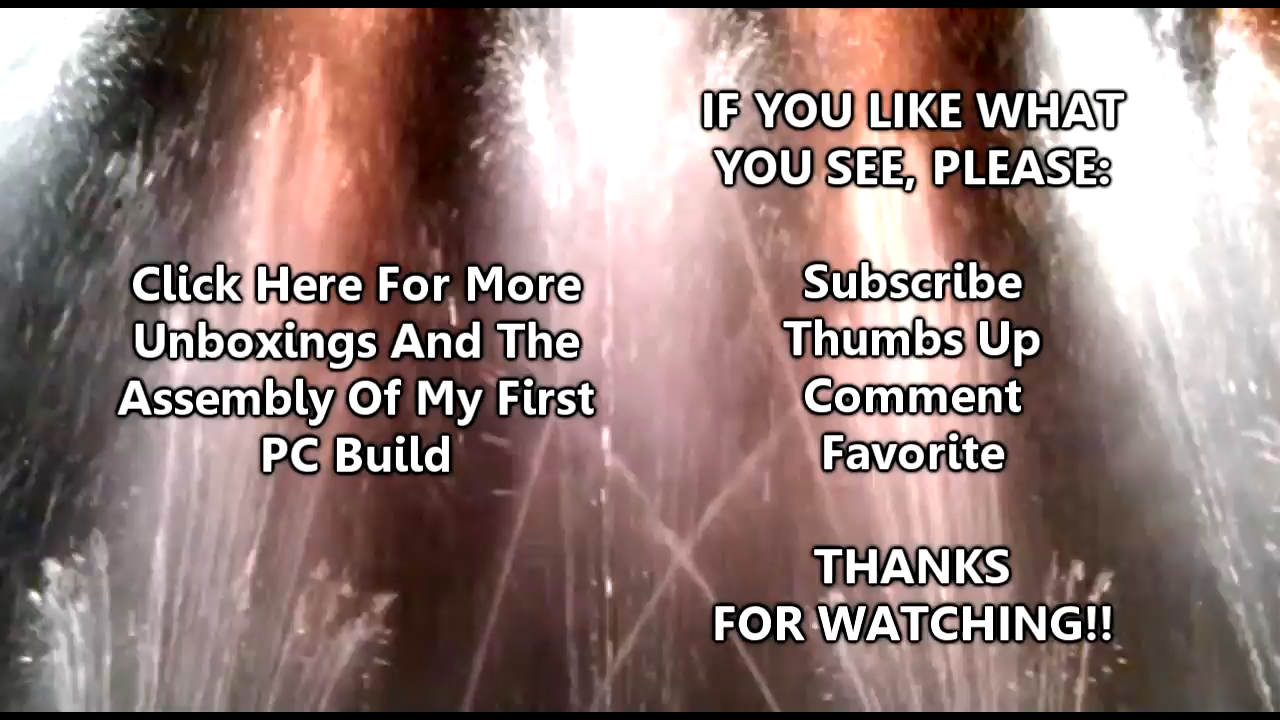 Click Here For More
Unboxings And The
Assembly Of My First
PC Build
IF YOU LIKE WHAT
YOU SEE, PLEASE:
Subscribe
Thumbs Up
Comment
Favorite
THANKS
FOR WATCHING!!